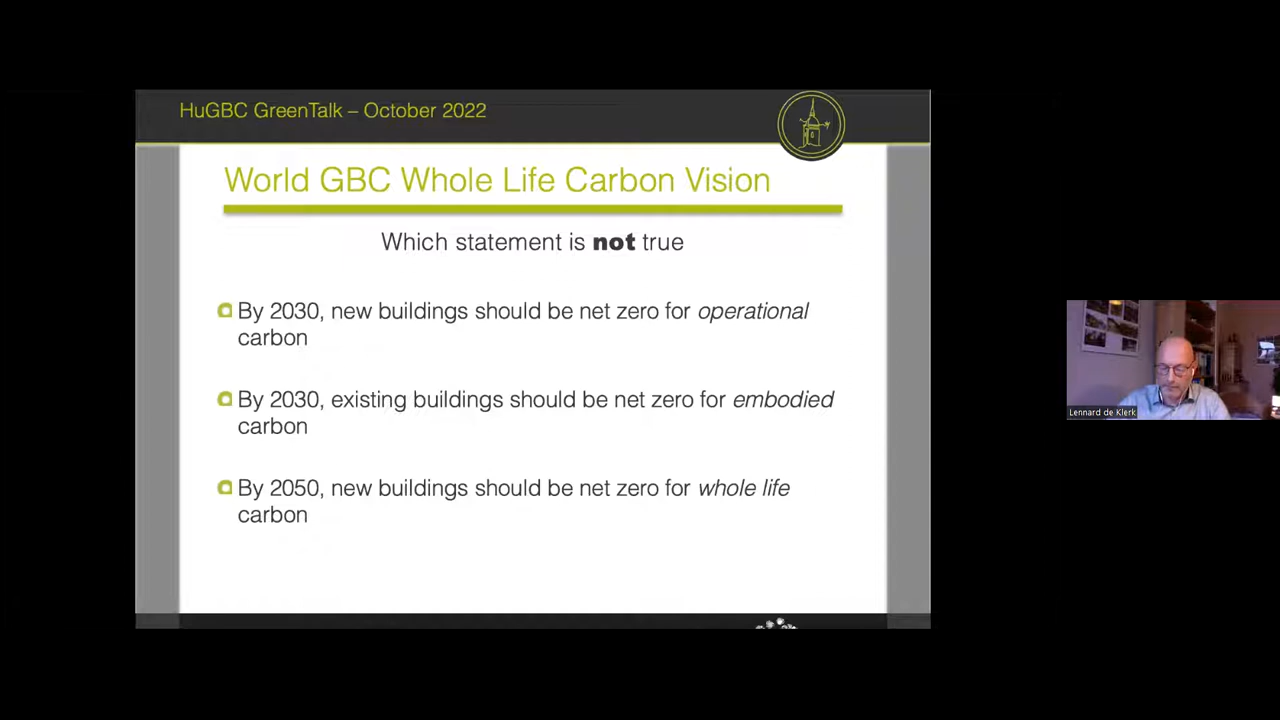 HuGBC GreenTalk – October 2022
World GBC Whole Life Carbon Vision
Which statement is not true
By 2030, new buildings should be net zero for operational
carbon
By 2030, existing buildings should be net zero for embodied
carbon
By 2050, new buildings should be net zero for whole life
carbon
Lennard de Klerk